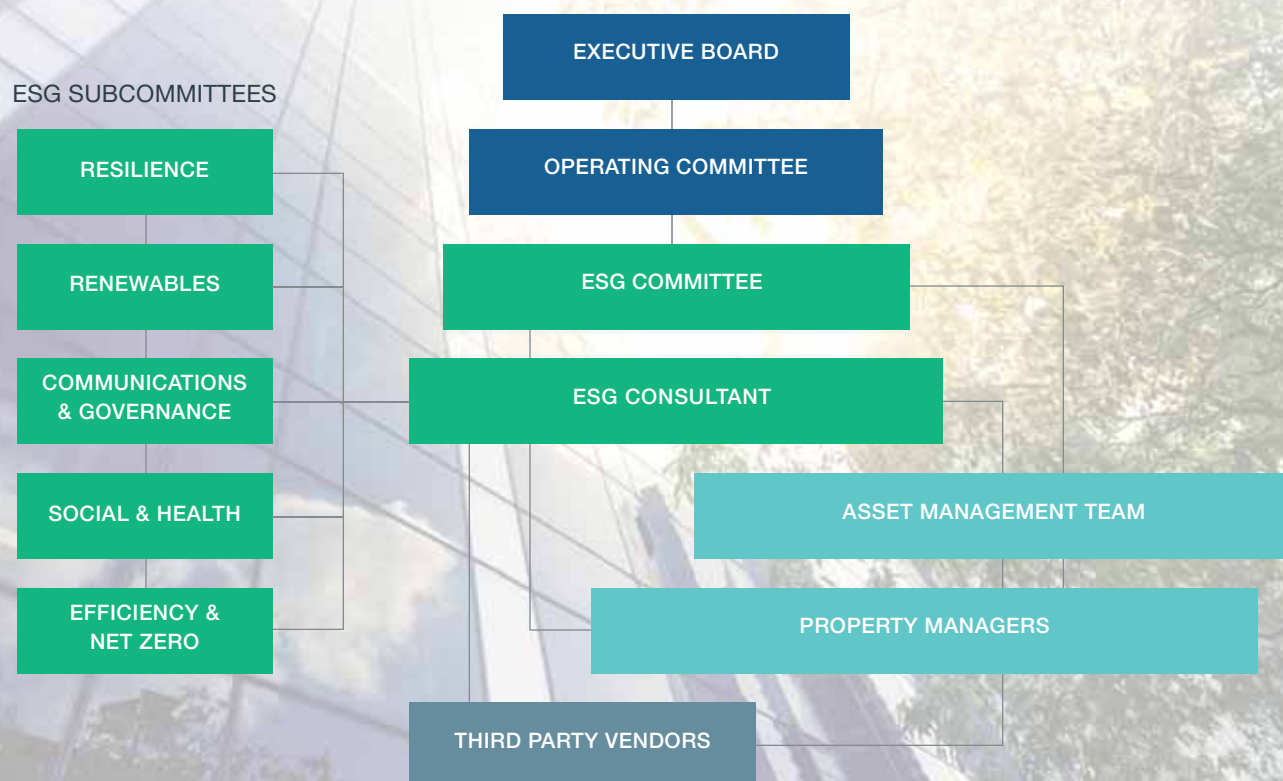 EXECUTIVE BOARD
ESG SUBCOMMITTEES
RESILIENCE
OPERATING COMMITTEE
RENEWABLES
ESG COMMITTEE
COMMUNICATIONS
& GOVERNANCE
ESG CONSULTANT
SOCIAL & HEALTH
ASSET MANAGEMENT TEAM
EFFICIENCY &
NET ZERO
PROPERTY MANAGERS
THIRD PARTY VENDORS